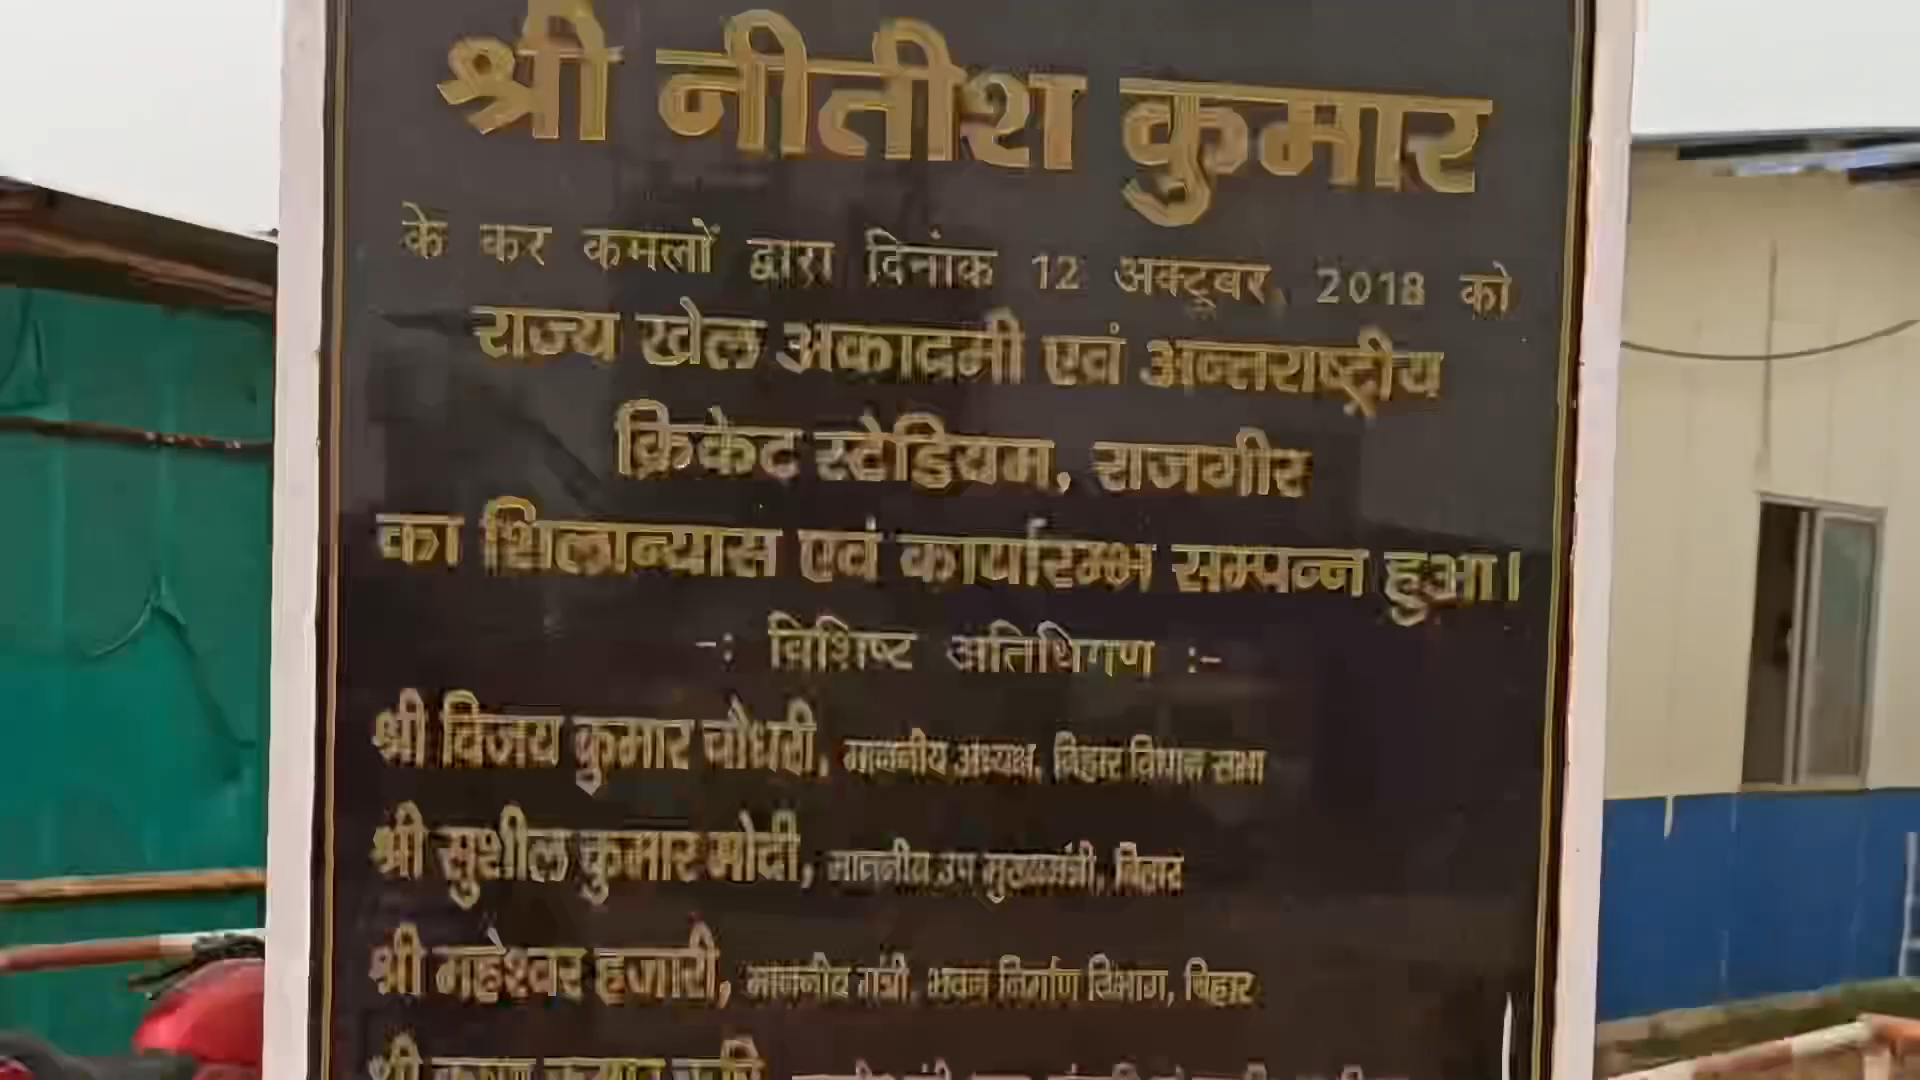 श्री नीतीश कुमार
के कर कमलों द्वारा दिनांक 12 अक्टूबर, 2018 को
राज्य खेल अकादमी एवं अन्तराष्ट्रीय
क्रिकेट स्टेडियम, राजगीर
का शिलान्यास एवं कार्यारम्भ सम्पन्न हुआ।
-: विशिष्ट अतिथिगण :-
श्री विजय कुमार चौधरी, माननीय अध्यक्ष, बिहार विधान सभा
श्री सुशील कुमार मोदी, माननीय उप मुख्यमंत्री, बिहार
श्री महेश्वर हजारी, माननीय मंत्री, भवन निर्माण विभाग, बिहार
श्री